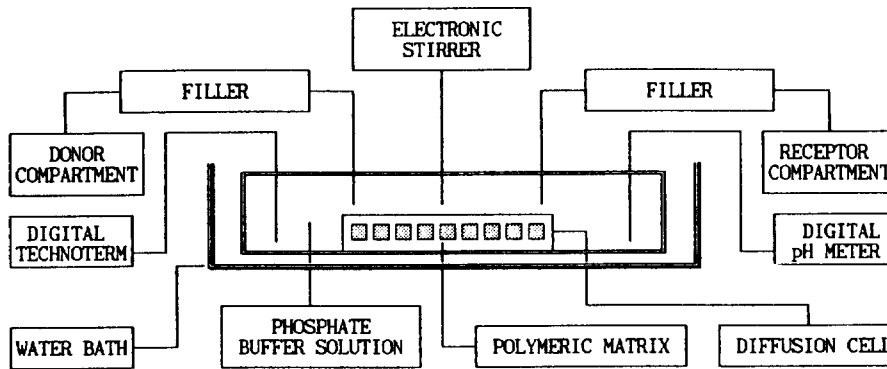 ELECTRONIC
STIRRER
FILLER
FILLER
DONOR
COMPARTMENT
RECEPTOR
COMPARTMENT
DIGITAL
TECHNOTERM
DIGITAL
pH METER
WATER BATH
PHOSPHATE
BUFFER SOLUTION
POLYMERIC MATRIX
DIFFUSION CELL